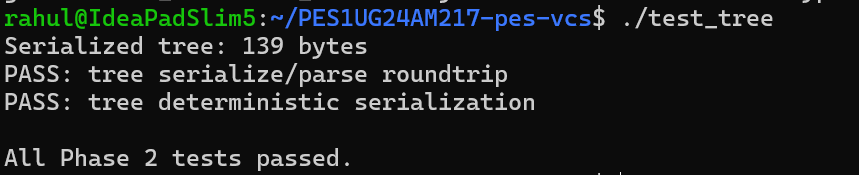 rahul@IdeaPadSlim5:~/PES1UG24AM217-pes-vcs$ ./test_tree
Serialized tree: 139 bytes
PASS: tree serialize/parse roundtrip
PASS: tree deterministic serialization

All Phase 2 tests passed.